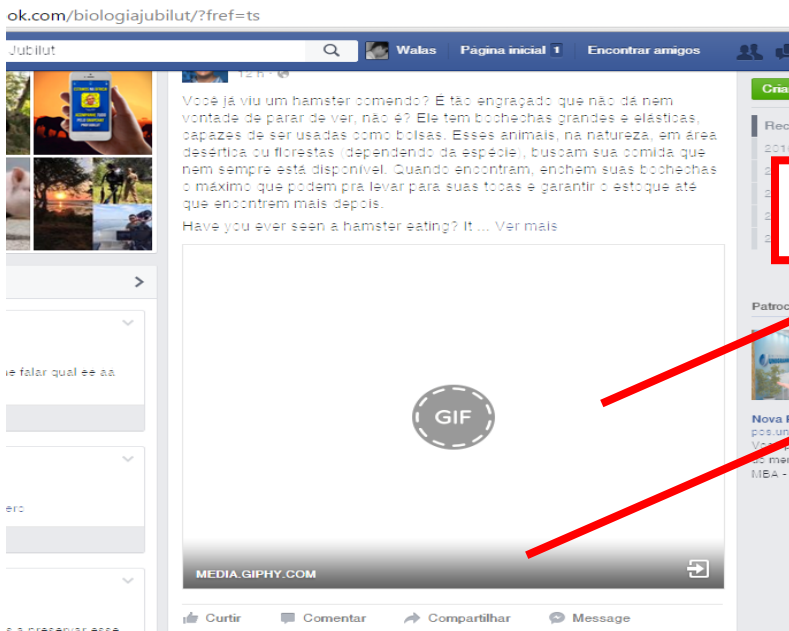 ok.com/biologiajubilut/?fref=ts
Jubilut
Walas Página inicial 1 Encontrar amigos
12 h
Você já viu um hamster comendo? É tão engraçado que não dá nem
vontade de parar de ver, não é? Ele tem bochechas grandes e elásticas,
capazes de ser usadas como bolsas. Esses animais, na natureza, em área
desértica ou florestas (dependendo da espécie), buscam sua comida que
nem sempre está disponível. Quando encontram, enchem suas bochechas
o máximo que podem pra levar para suas tocas e garantir o estoque até
que encontrem mais depois.
Have you ever seen a hamster eating? It ... Ver mais
GIF
MEDIA.GIPHY.COM
Curtir Comentar Compartilhar Message
falar qual ee aa
Cria
Rec
201
Patroc
Nova
pos.un
MBA -